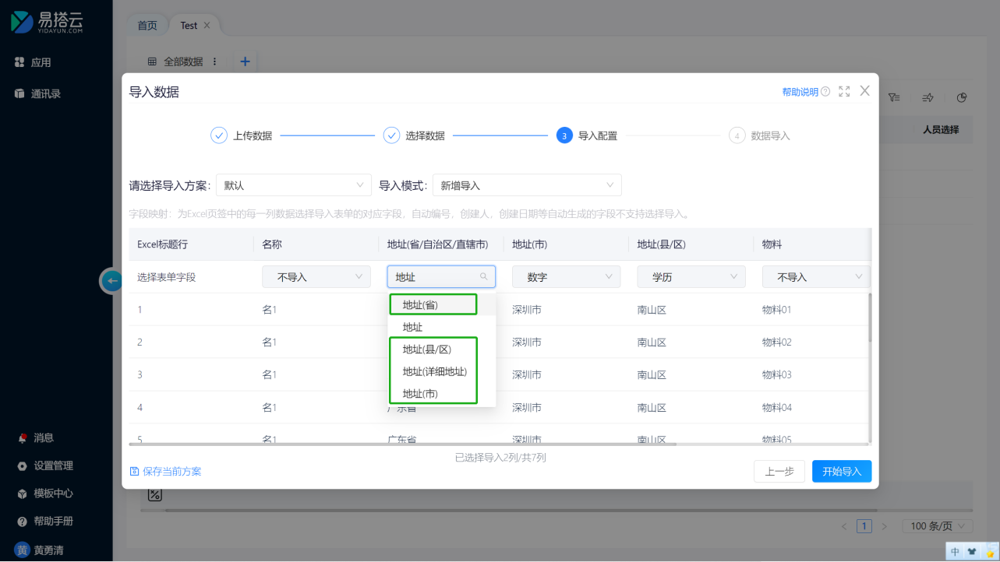 易搭云
YIDAYUN.COM
首页
Test
应用
通讯录
全部数据
导入数据
帮助说明
人员选择
上传数据
选择数据
3 导入配置
4 数据导入
请选择导入方案: 默认 导入模式: 新增导入
字段映射：为Excel页签中的每一列数据选择导入表单的对应字段，自动编号，创建人，创建日期等自动生成的字段不支持选择导入。
Excel标题行 名称 地址(省/自治区/直辖市) 地址(市) 地址(县/区) 物料
选择表单字段 不导入 地址 数字 学历 不导入
地址(省)
地址
地址(县/区)
地址(详细地址)
地址(市)
1 名1 深圳市 南山区 物料01
2 名1 深圳市 南山区 物料02
3 名1 深圳市 南山区 物料03
4 名1 广东省 深圳市 南山区 物料04
5 名1 广东省 深圳市 南山区 物料05
已选择导入2列/共7列
保存当前方案
上一步
开始导入
消息
设置管理
模板中心
帮助手册
黄 黄勇清
1
100 条/页
中